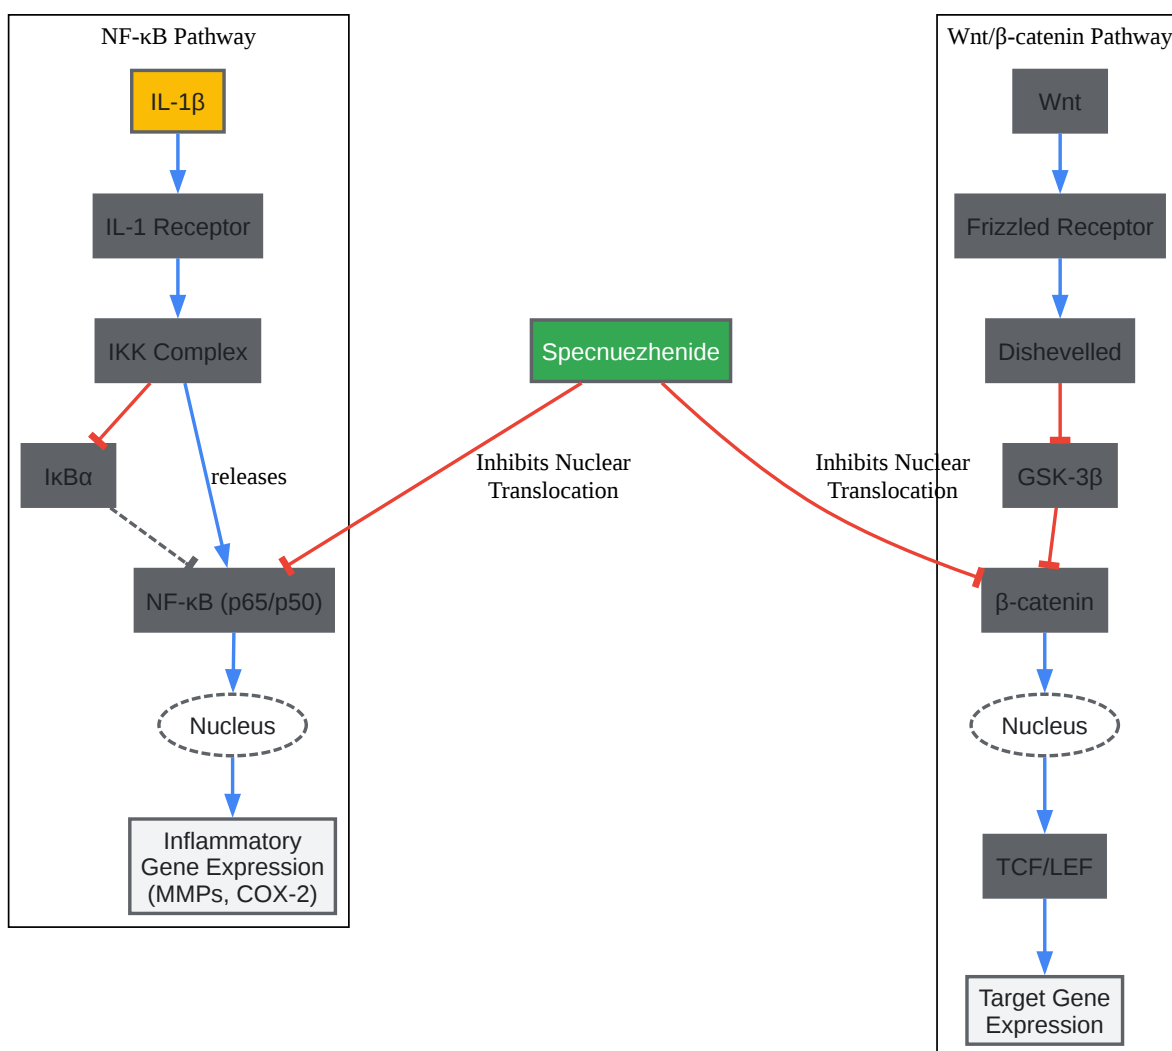 NF-κB Pathway
IL-1β
IL-1 Receptor
IKK Complex
IκBα
releases
NF-κB (p65/p50)
Nucleus
Inflammatory
Gene Expression
(MMPs, COX-2)
Specnuezhenide
Inhibits Nuclear
Translocation
Inhibits Nuclear
Translocation
Wnt/β-catenin Pathway
Wnt
Frizzled Receptor
Dishevelled
GSK-3β
β-catenin
Nucleus
TCF/LEF
Target Gene
Expression